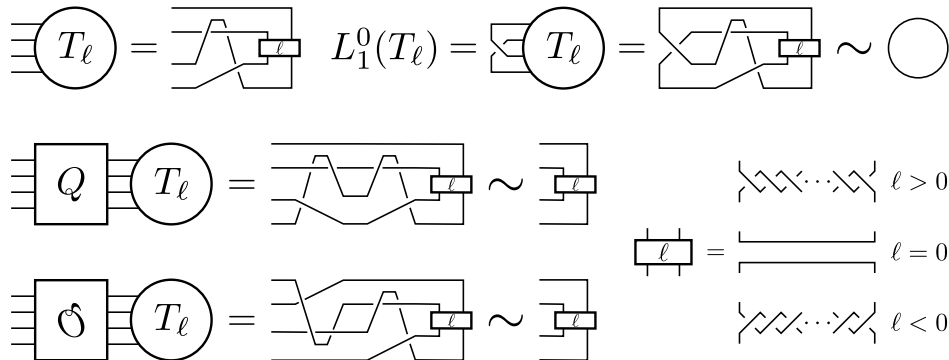 T_ℓ = ℓ L_1^0(T_ℓ) = T_ℓ = ℓ ∼
Q T_ℓ = ℓ ∼ ℓ
··· ℓ > 0
ℓ = ℓ = 0
T_ℓ = ℓ ∼ ℓ
··· ℓ < 0